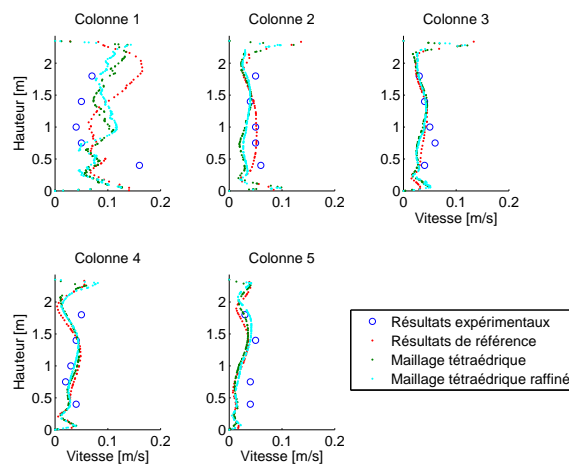 Colonne 1
Colonne 2
Colonne 3
Hauteur [m]
2
1.5
1
0.5
0
0
0.1
0.2
Hauteur [m]
2
1.5
1
0.5
0
0
0.1
0.2
Vitesse [m/s]
2
1.5
1
0.5
0
0
0.1
0.2
Vitesse [m/s]
Colonne 4
Colonne 5
Hauteur [m]
2
1.5
1
0.5
0
0
0.1
0.2
Vitesse [m/s]
2
1.5
1
0.5
0
0
0.1
0.2
Vitesse [m/s]
Résultats expérimentaux
Résultats de référence
Maillage tétraédrique
Maillage tétraédrique raffiné